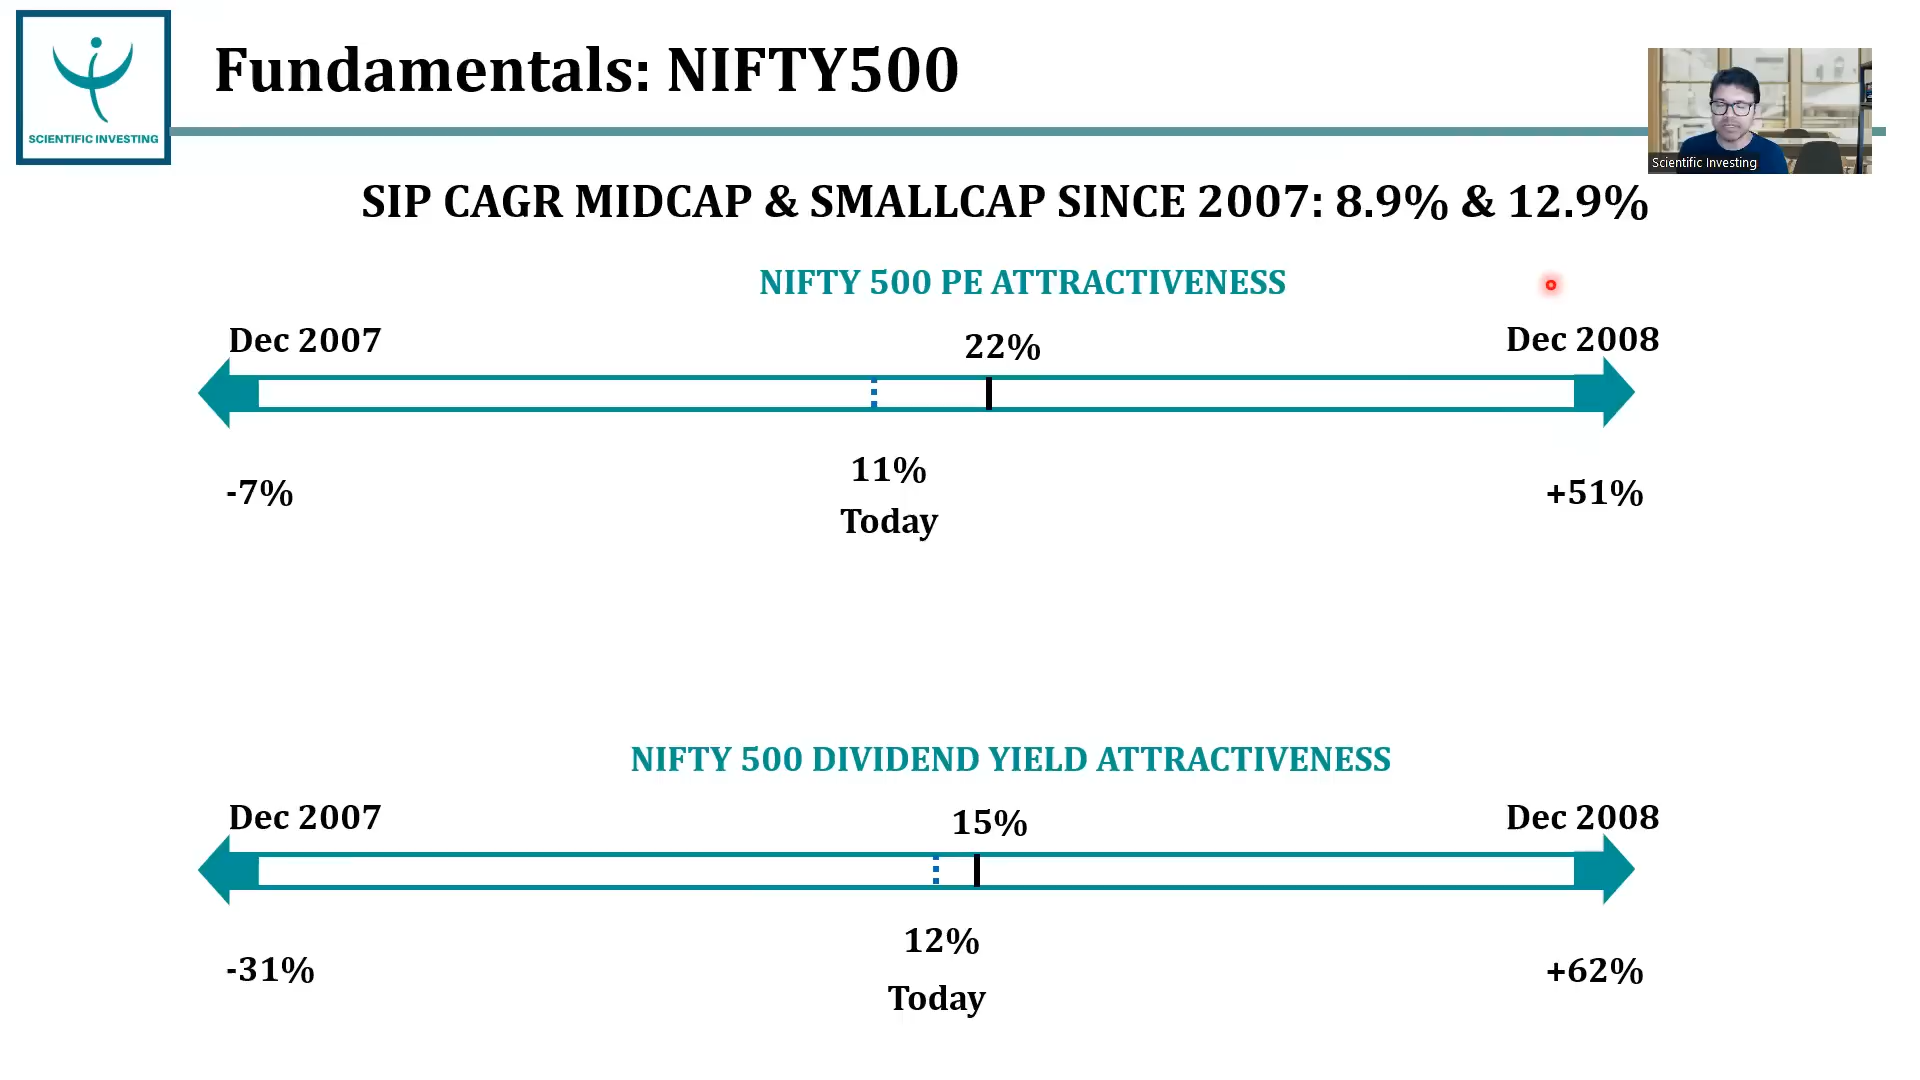 Fundamentals: NIFTY500
SCIENTIFIC INVESTING
Scientific Investing
SIP CAGR MIDCAP & SMALLCAP SINCE 2007: 8.9% & 12.9%
NIFTY 500 PE ATTRACTIVENESS
Dec 2007
22%
Dec 2008
-7%
11%
Today
+51%
NIFTY 500 DIVIDEND YIELD ATTRACTIVENESS
Dec 2007
15%
Dec 2008
-31%
12%
Today
+62%